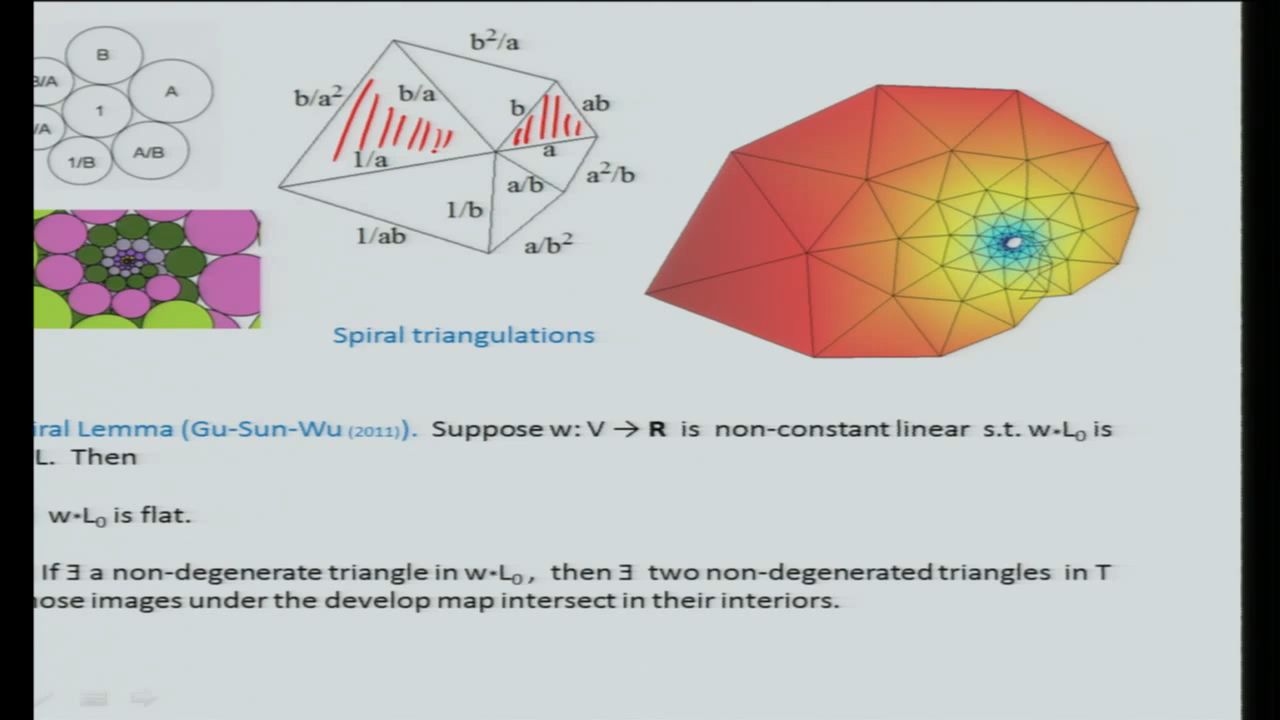 B
B/A
A
1
/A
1/B
A/B
b²/a
b/a²
b/a
b
ab
1/a
a
a/b
a²/b
1/b
1/ab
a/b²
Spiral triangulations
iral Lemma (Gu-Sun-Wu (2011)). Suppose w: V → R is non-constant linear s.t. w*L₀ is
L. Then
w*L₀ is flat.
If ∃ a non-degenerate triangle in w*L₀, then ∃ two non-degenerated triangles in T
hose images under the develop map intersect in their interiors.